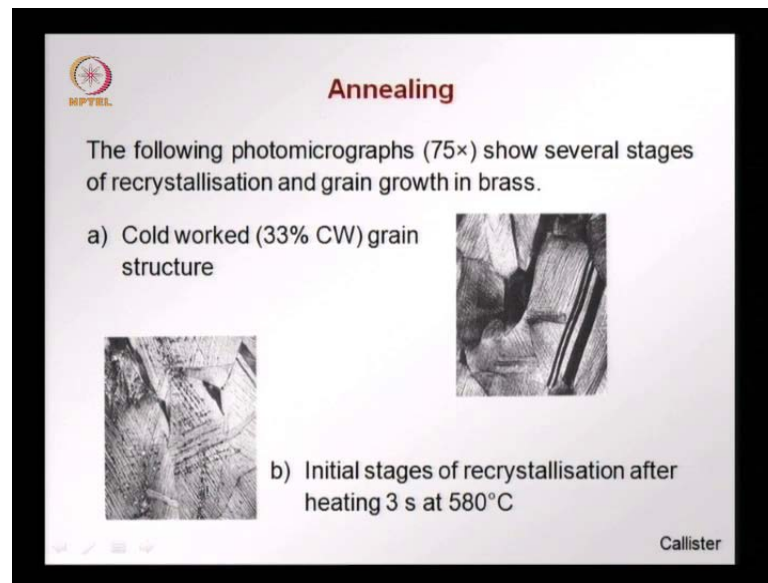 NPTEL
Annealing
The following photomicrographs (75×) show several stages
of recrystallisation and grain growth in brass.
a) Cold worked (33% CW) grain
structure
b) Initial stages of recrystallisation after
heating 3 s at 580°C
Callister